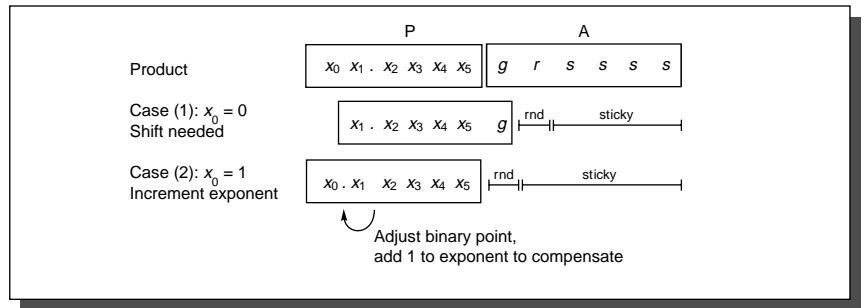 P A
Product x₀ x₁ . x₂ x₃ x₄ x₅ g r s s s s
Case (1): x₀ = 0
Shift needed
x₁ . x₂ x₃ x₄ x₅ g rnd sticky
Case (2): x₀ = 1
Increment exponent
x₀ . x₁ x₂ x₃ x₄ x₅ rnd sticky
Adjust binary point,
add 1 to exponent to compensate